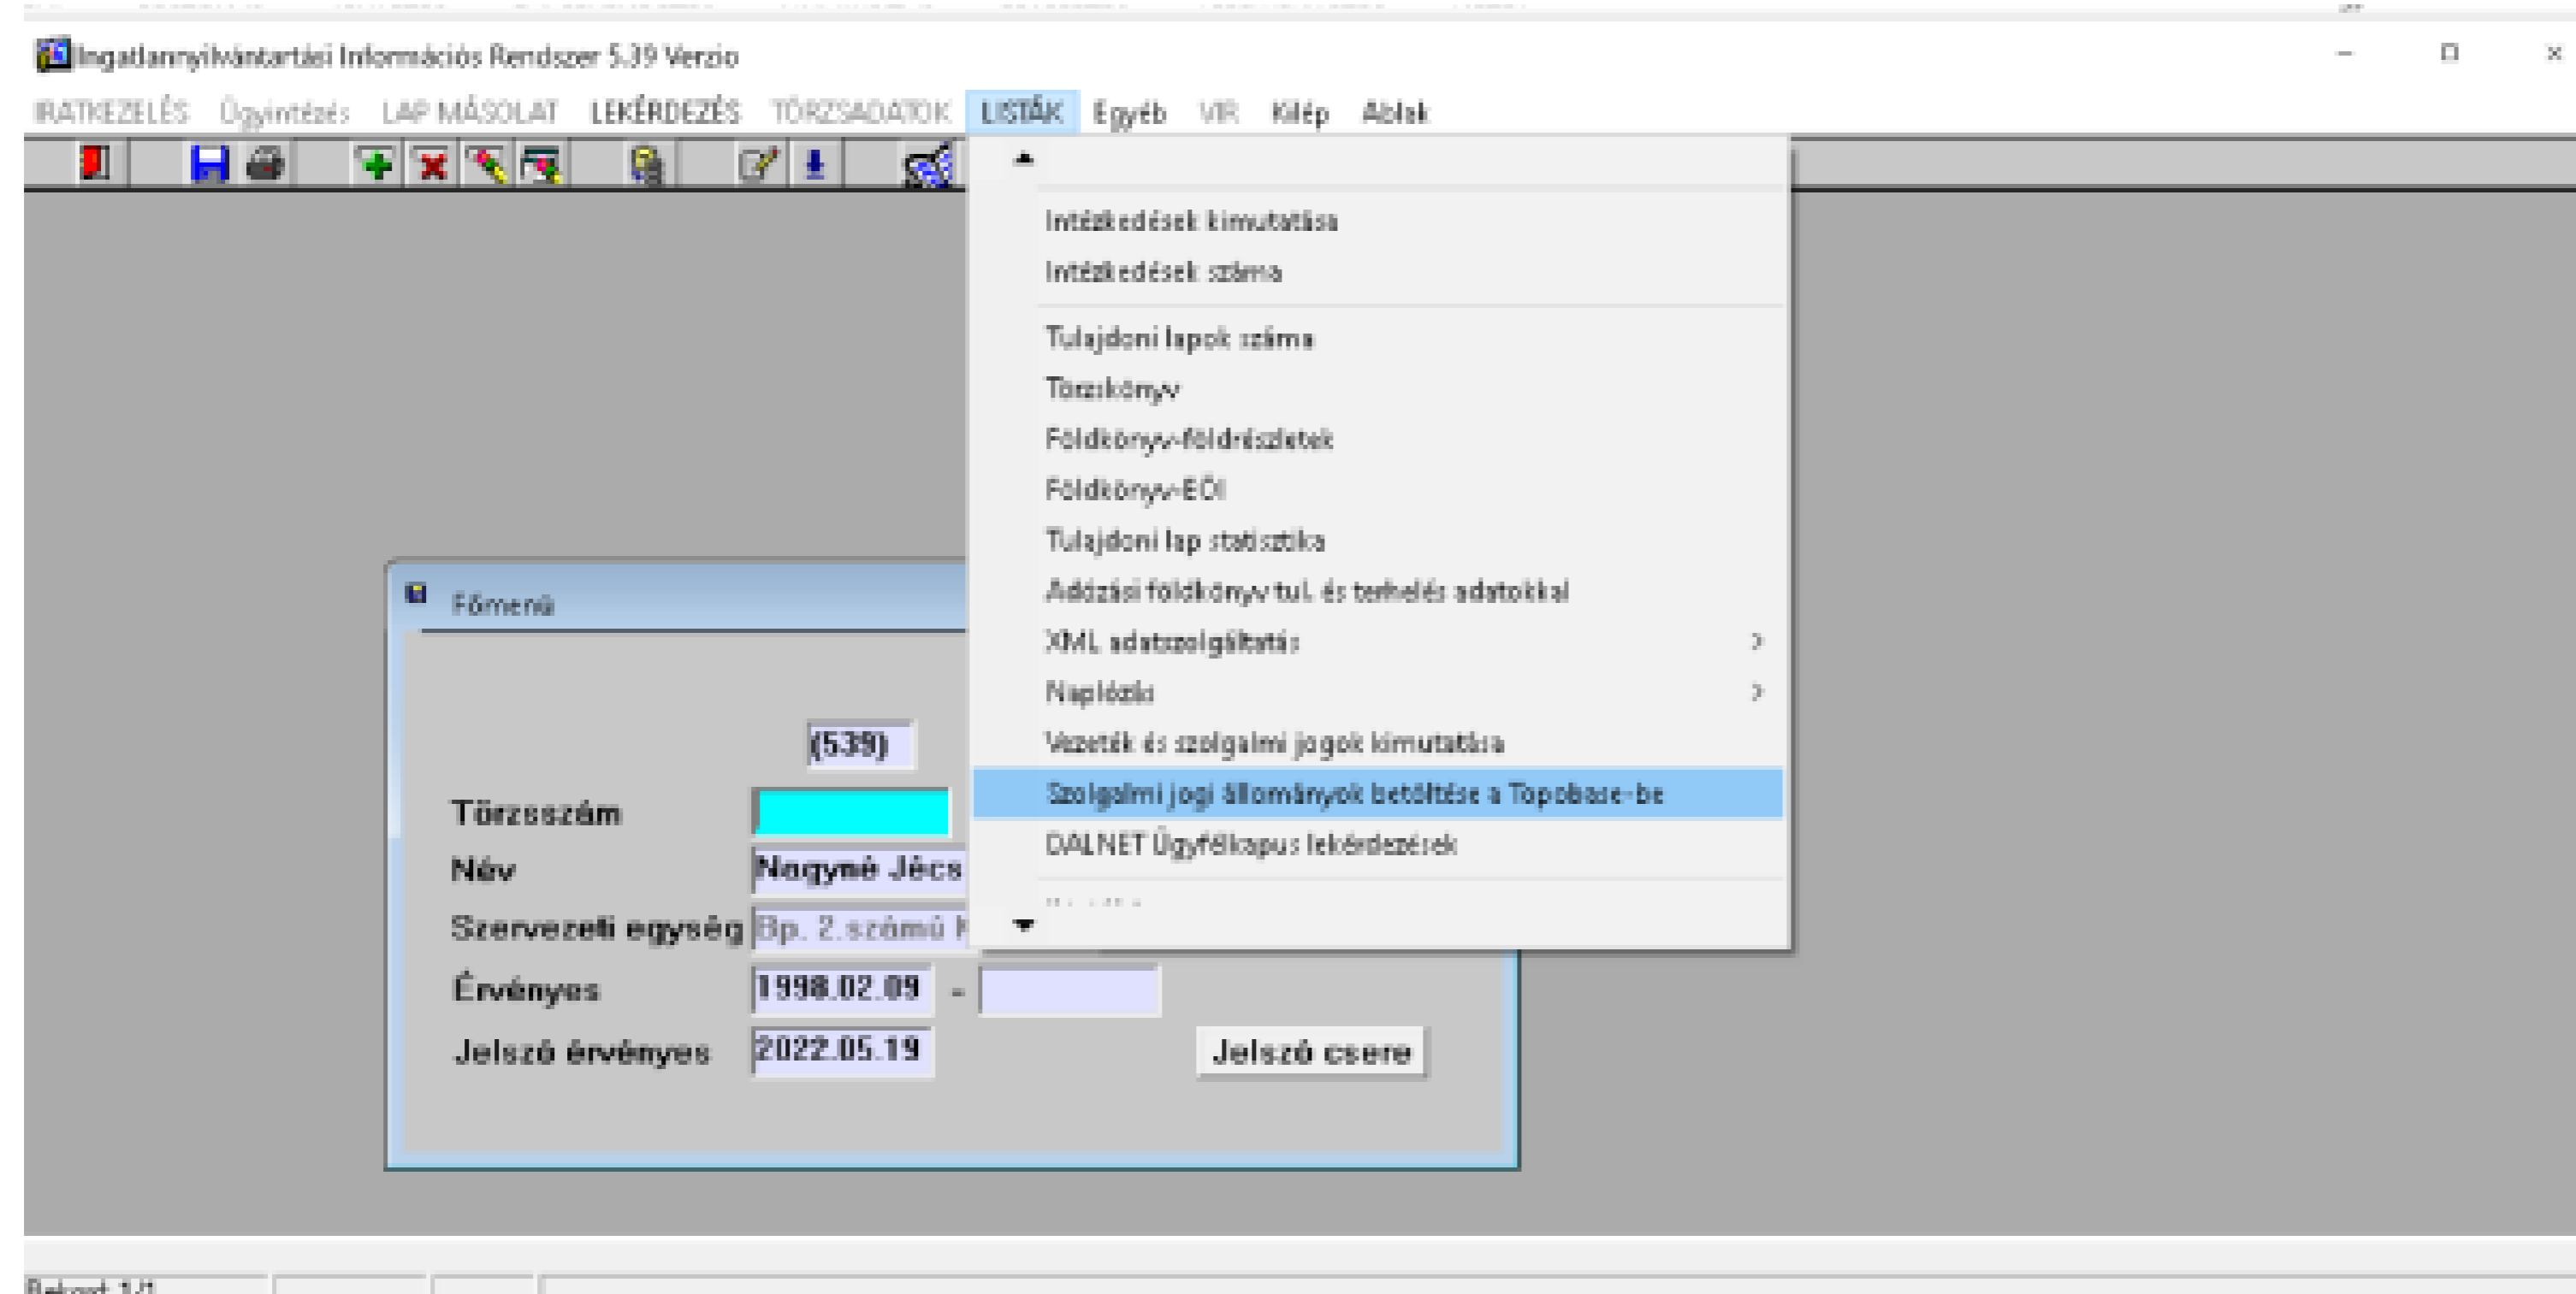 Ingatlannyilvántartási Információs Rendszer 5.39 Verzio
IRATKEZELÉS Ügyintézés LAP MÁSOLAT LEKÉRDEZÉS TÖRZSADATOK LISTÁK Egyéb VIR Kilép Ablak
Intézkedések kimutatása
Intézkedések száma
Tulajdoni lapok száma
Törzskönyv
Földkönyv-földrészletek
Földkönyv-EÖI
Tulajdoni lap statisztika
Adózási földkönyv tul. és terhelés adatokkal
XML adatszolgáltatás
Naplózás
Vezeték és szolgalmi jogok kimutatása
Szolgalmi jogi állományok betöltése a Topobase-be
DALNET Ügyfélkapus lekérdezések
Főmenü
(539)
Törzsszám
Név Nagyné Jécs
Szervezeti egység Bp. 2.számú
Érvényes 1998.02.09 -
Jelszó érvényes 2022.05.19 Jelszó csere
Rekord: 1/1